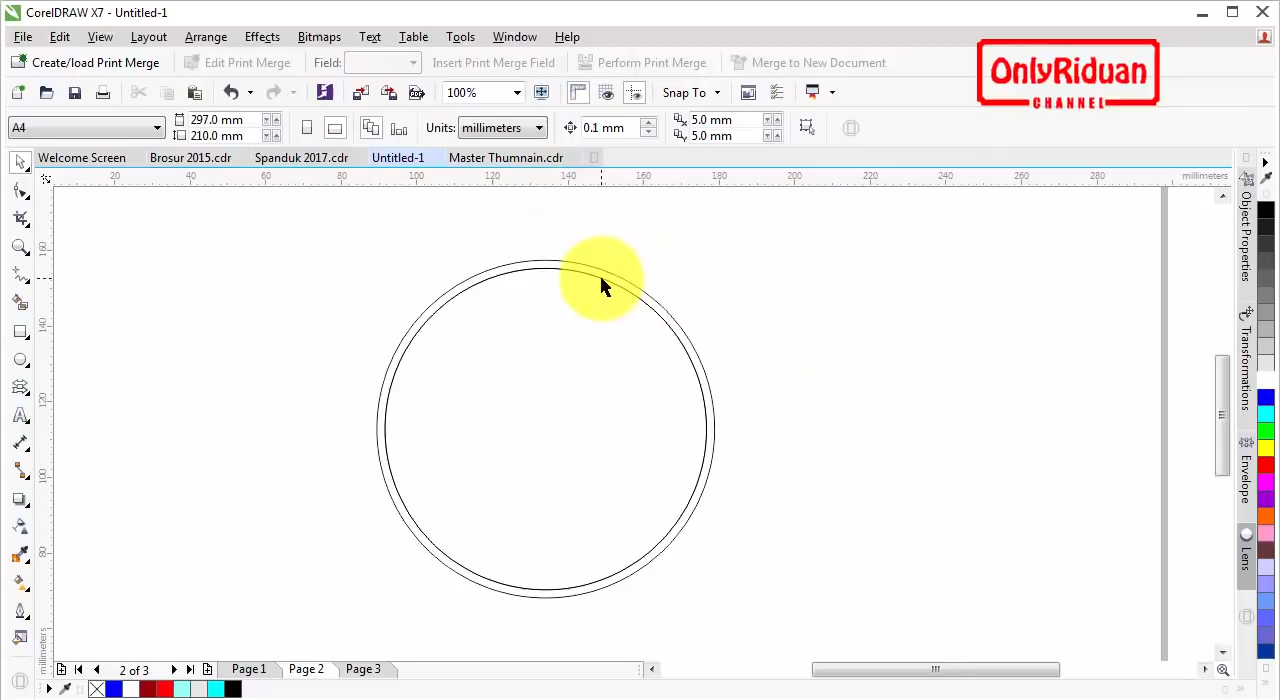 CorelDRAW X7 - Untitled-1
File Edit View Layout Arrange Effects Bitmaps Text Table Tools Window Help
Create/load Print Merge Edit Print Merge Field: Insert Print Merge Field Perform Print Merge Merge to New Document
OnlyRiduan
CHANNEL
100% Snap To
A4 297.0 mm 210.0 mm Units: millimeters 0.1 mm 5.0 mm 5.0 mm
Welcome Screen Brosur 2015.cdr Spanduk 2017.cdr Untitled-1 Master Thumnain.cdr
20 40 60 80 100 120 140 160 180 200 220 240 260 280 millimeters
160
140
120
100
80
millimeters
Object Properties
Transformations
Envelope
Lens
2 of 3 Page 1 Page 2 Page 3